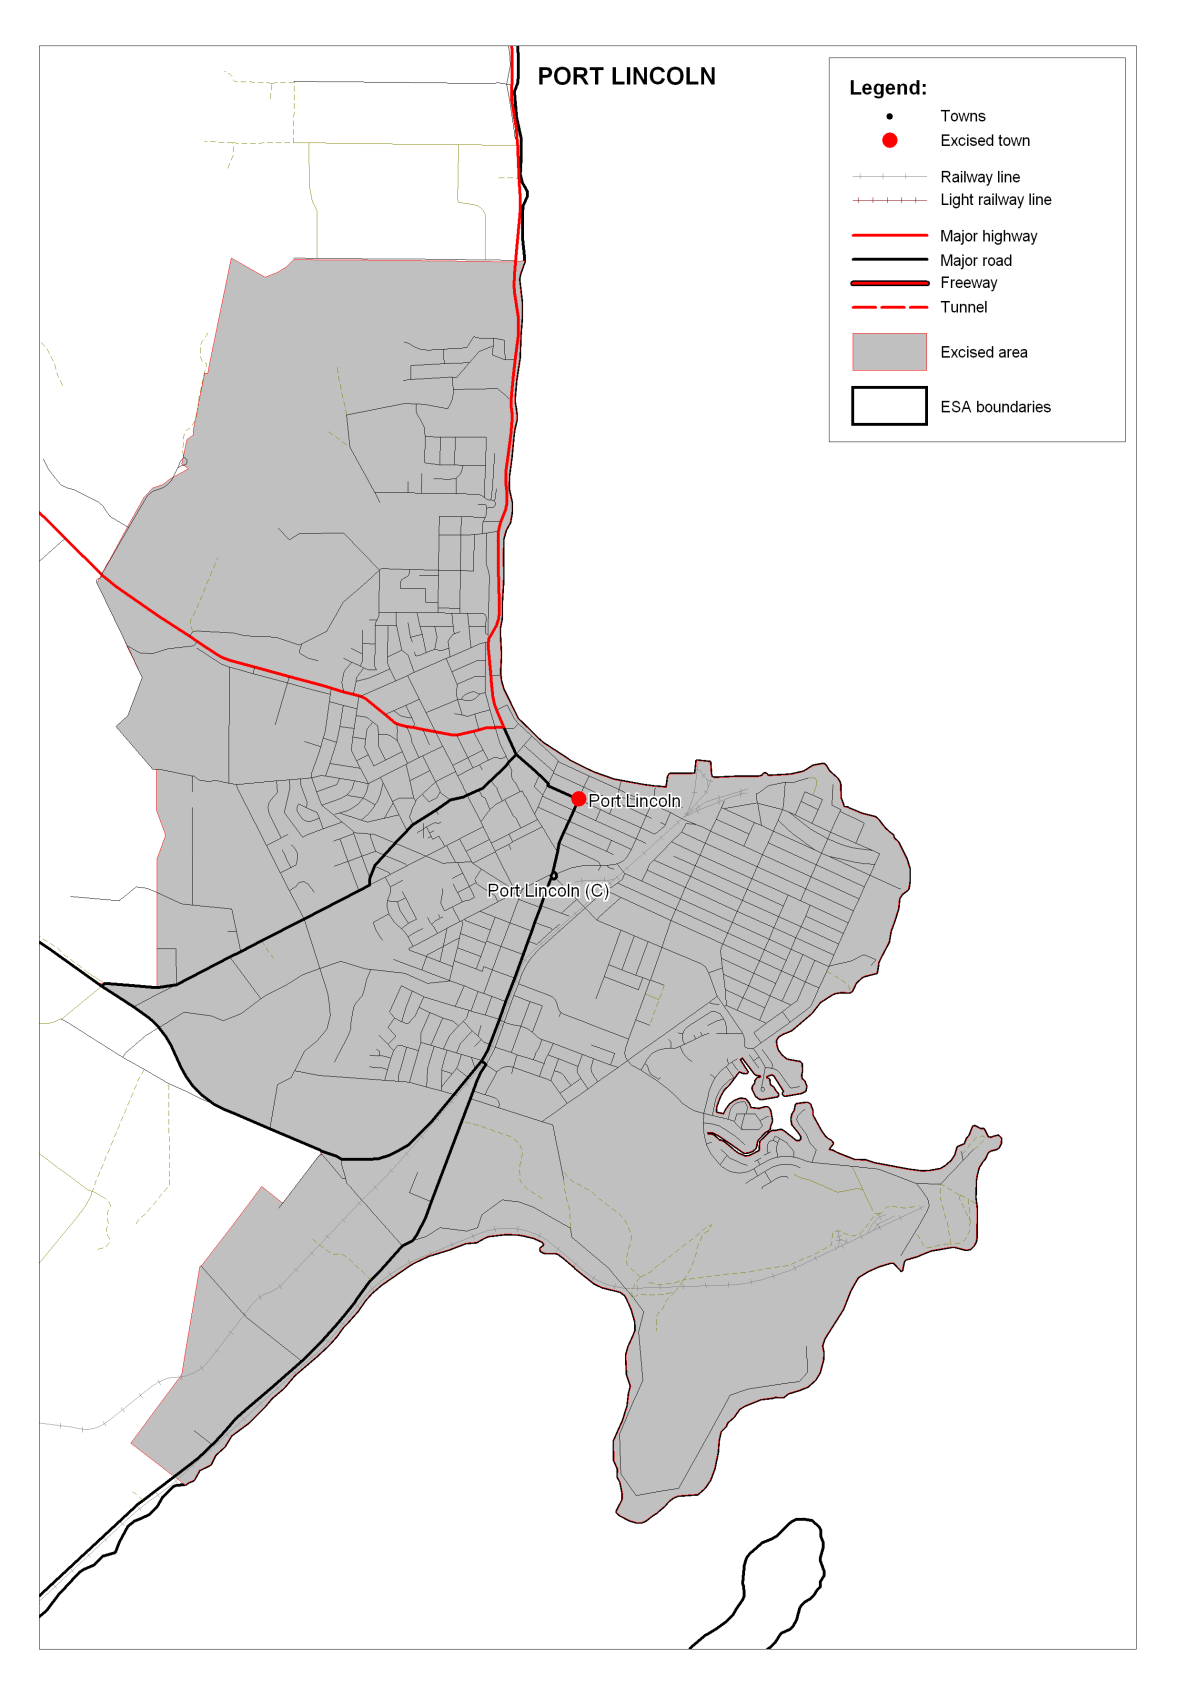 PORT LINCOLN
Legend:
Towns
Excised town
Railway line
Light railway line
Major highway
Major road
Freeway
Tunnel
Excised area
ESA boundaries
Port Lincoln
Port Lincoln (C)